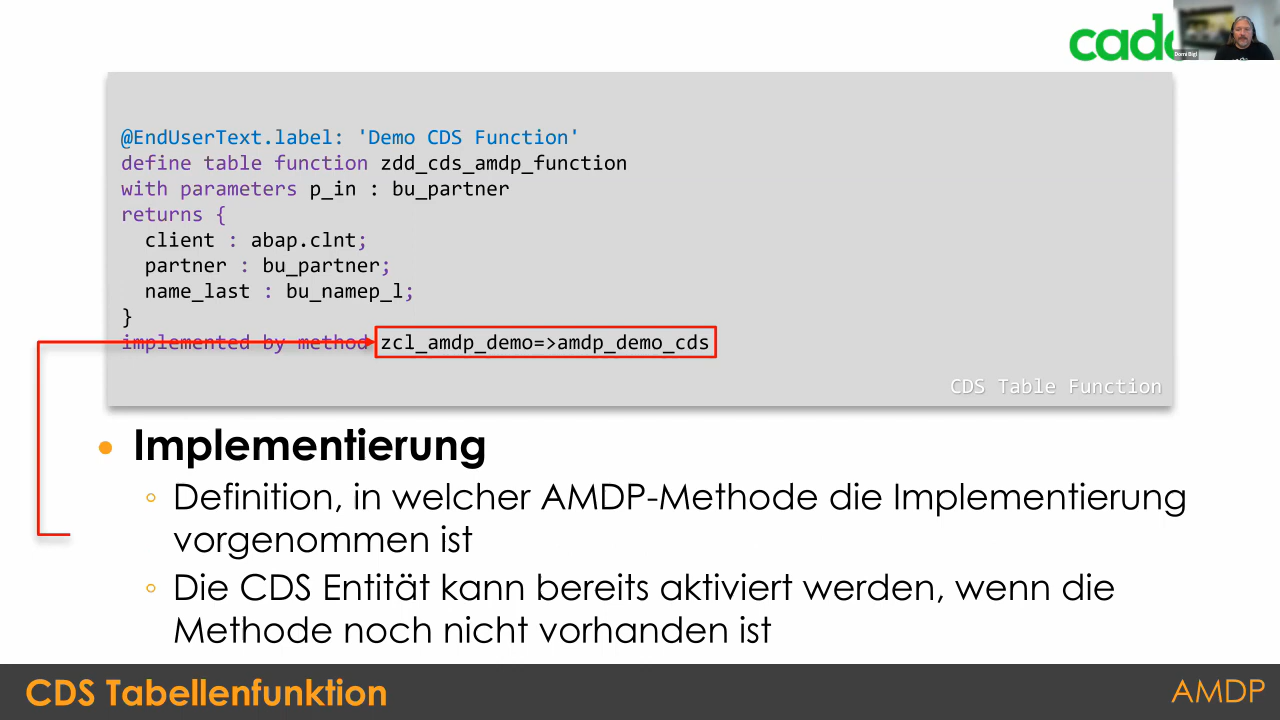 Domi Bigl
@EndUserText.label: 'Demo CDS Function'
define table function zdd_cds_amdp_function
with parameters p_in : bu_partner
returns {
  client : abap.clnt;
  partner : bu_partner;
  name_last : bu_namep_l;
}
implemented by method zcl_amdp_demo=>amdp_demo_cds
CDS Table Function
• Implementierung
◦ Definition, in welcher AMDP-Methode die Implementierung
vorgenommen ist
◦ Die CDS Entität kann bereits aktiviert werden, wenn die
Methode noch nicht vorhanden ist
CDS Tabellenfunktion
AMDP